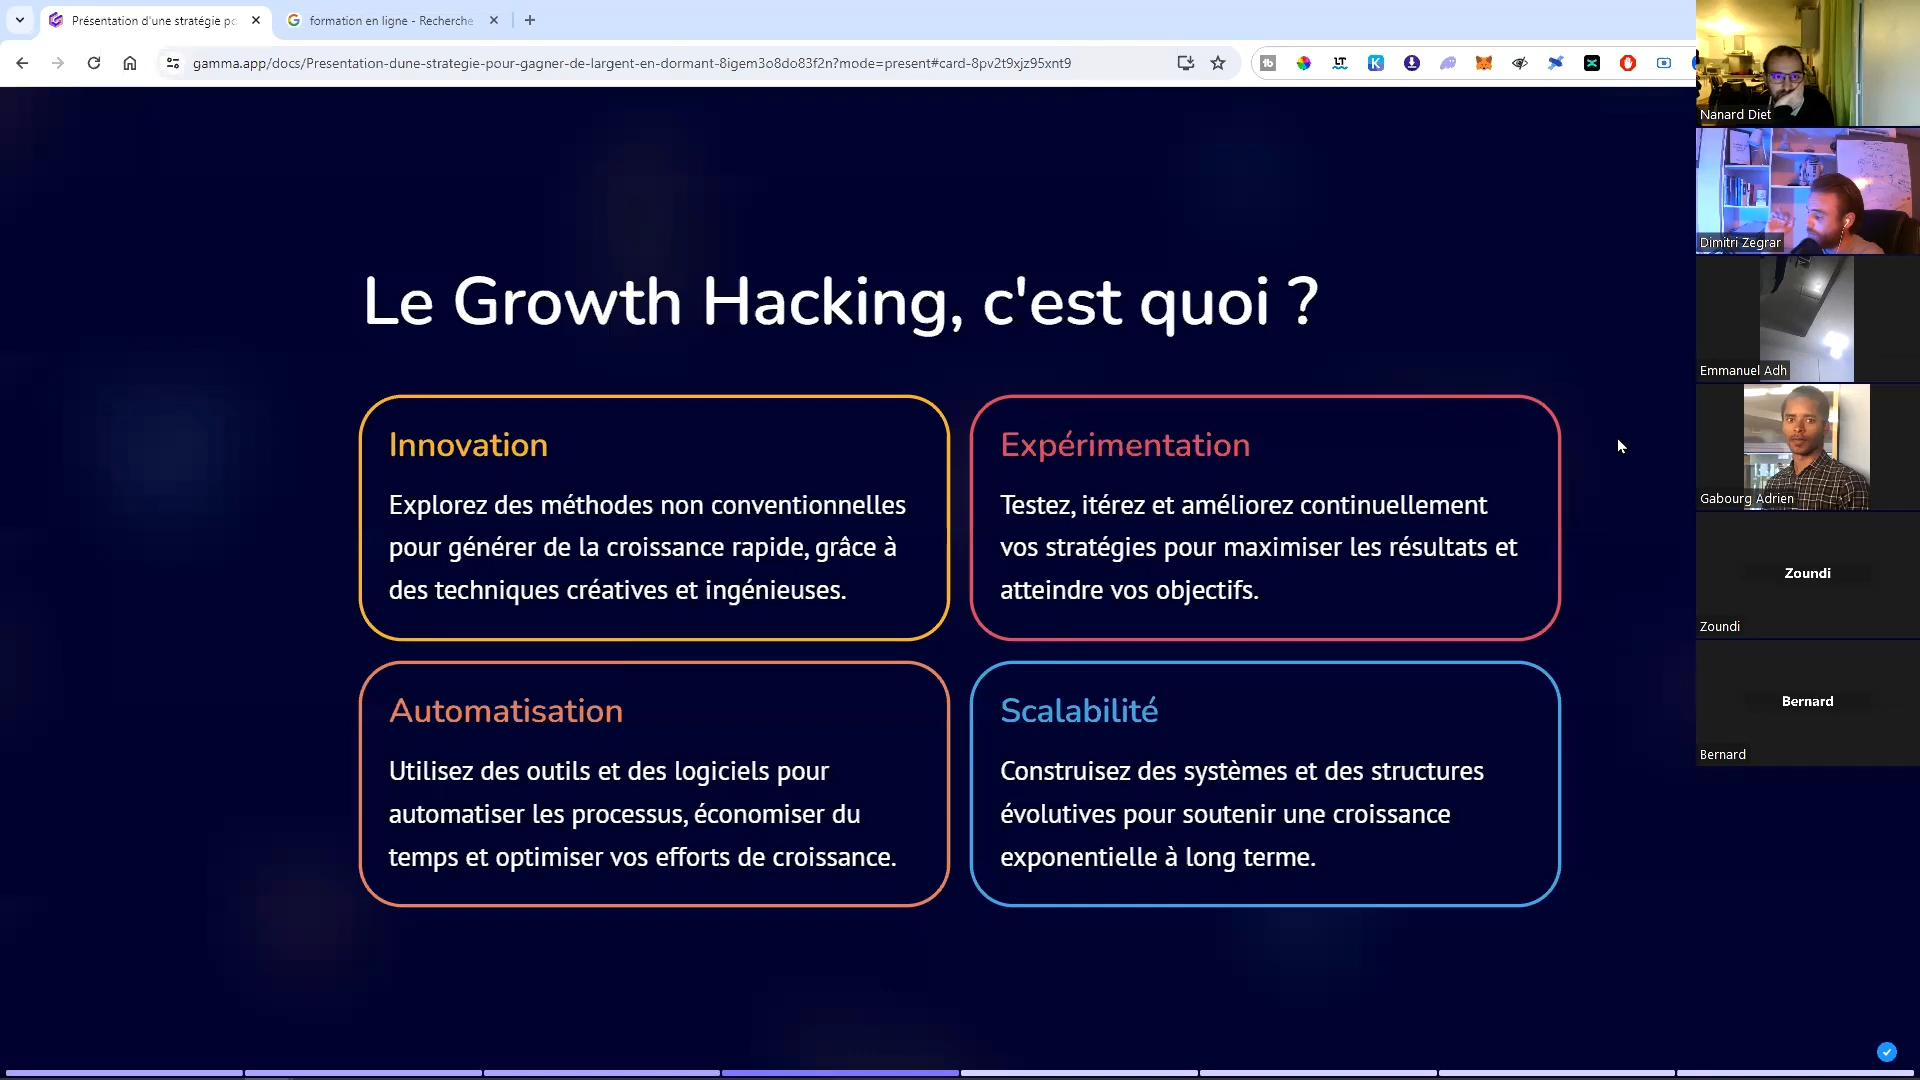 Présentation d'une stratégie po
formation en ligne - Recherche
gamma.app/docs/Presentation-dune-strategie-pour-gagner-de-largent-en-dormant-8igem3o8do83f2n?mode=present#card-8pv2t9xjz95xnt9
Le Growth Hacking, c'est quoi ?
Innovation
Explorez des méthodes non conventionnelles
pour générer de la croissance rapide, grâce à
des techniques créatives et ingénieuses.
Expérimentation
Testez, itérez et améliorez continuellement
vos stratégies pour maximiser les résultats et
atteindre vos objectifs.
Automatisation
Utilisez des outils et des logiciels pour
automatiser les processus, économiser du
temps et optimiser vos efforts de croissance.
Scalabilité
Construisez des systèmes et des structures
évolutives pour soutenir une croissance
exponentielle à long terme.
Nanard Diet
Dimitri Zegrar
Emmanuel Adh
Gabourg Adrien
Zoundi
Zoundi
Bernard
Bernard